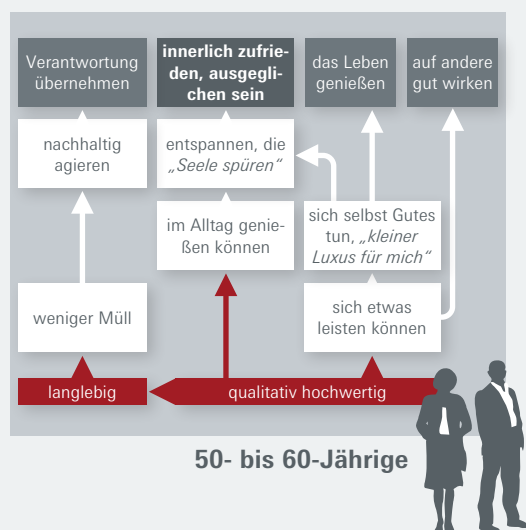 Verantwortung
übernehmen
innerlich zufrie-
den, ausgegli-
chen sein
das Leben
genießen
auf andere
gut wirken
nachhaltig
agieren
entspannen, die
„Seele spüren“
im Alltag genie-
ßen können
sich selbst Gutes
tun, „kleiner
Luxus für mich“
weniger Müll
sich etwas
leisten können
langlebig
qualitativ hochwertig
50- bis 60-Jährige